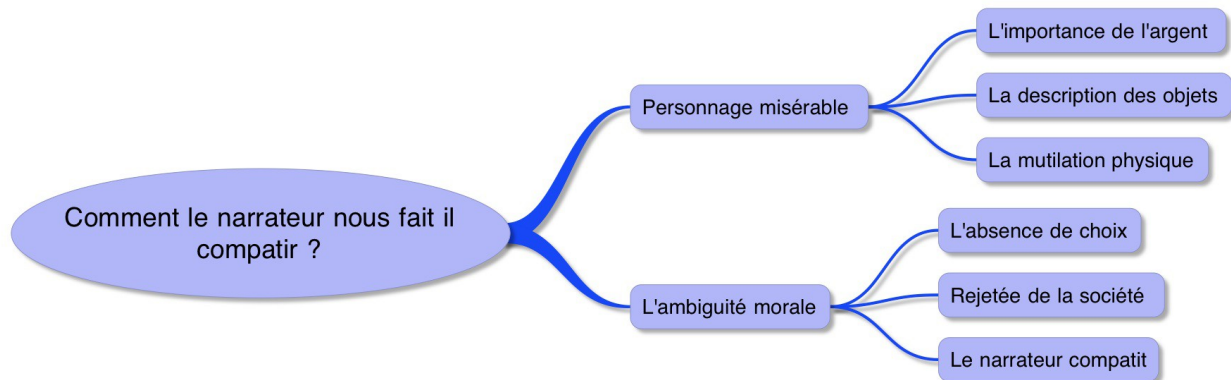 Comment le narrateur nous fait il
compatir ?
Personnage misérable
L'importance de l'argent
La description des objets
La mutilation physique
L'ambiguité morale
L'absence de choix
Rejetée de la société
Le narrateur compatit